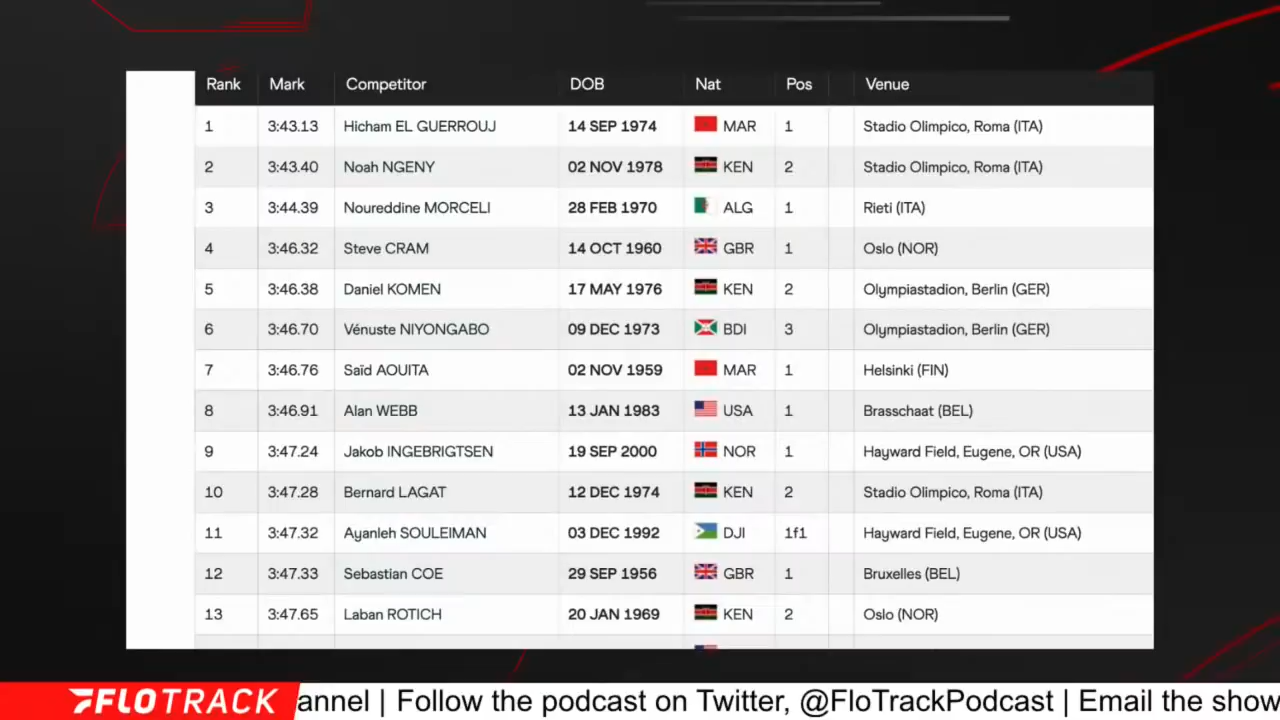 Rank Mark Competitor DOB Nat Pos Venue
1 3:43.13 Hicham EL GUERROUJ 14 SEP 1974 MAR 1 Stadio Olimpico, Roma (ITA)
2 3:43.40 Noah NGENY 02 NOV 1978 KEN 2 Stadio Olimpico, Roma (ITA)
3 3:44.39 Noureddine MORCELI 28 FEB 1970 ALG 1 Rieti (ITA)
4 3:46.32 Steve CRAM 14 OCT 1960 GBR 1 Oslo (NOR)
5 3:46.38 Daniel KOMEN 17 MAY 1976 KEN 2 Olympiastadion, Berlin (GER)
6 3:46.70 Vénuste NIYONGABO 09 DEC 1973 BDI 3 Olympiastadion, Berlin (GER)
7 3:46.76 Saïd AOUITA 02 NOV 1959 MAR 1 Helsinki (FIN)
8 3:46.91 Alan WEBB 13 JAN 1983 USA 1 Brasschaat (BEL)
9 3:47.24 Jakob INGEBRIGTSEN 19 SEP 2000 NOR 1 Hayward Field, Eugene, OR (USA)
10 3:47.28 Bernard LAGAT 12 DEC 1974 KEN 2 Stadio Olimpico, Roma (ITA)
11 3:47.32 Ayanleh SOULEIMAN 03 DEC 1992 DJI 1f1 Hayward Field, Eugene, OR (USA)
12 3:47.33 Sebastian COE 29 SEP 1956 GBR 1 Bruxelles (BEL)
13 3:47.65 Laban ROTICH 20 JAN 1969 KEN 2 Oslo (NOR)
FLOTRACK annel | Follow the podcast on Twitter, @FloTrackPodcast | Email the show